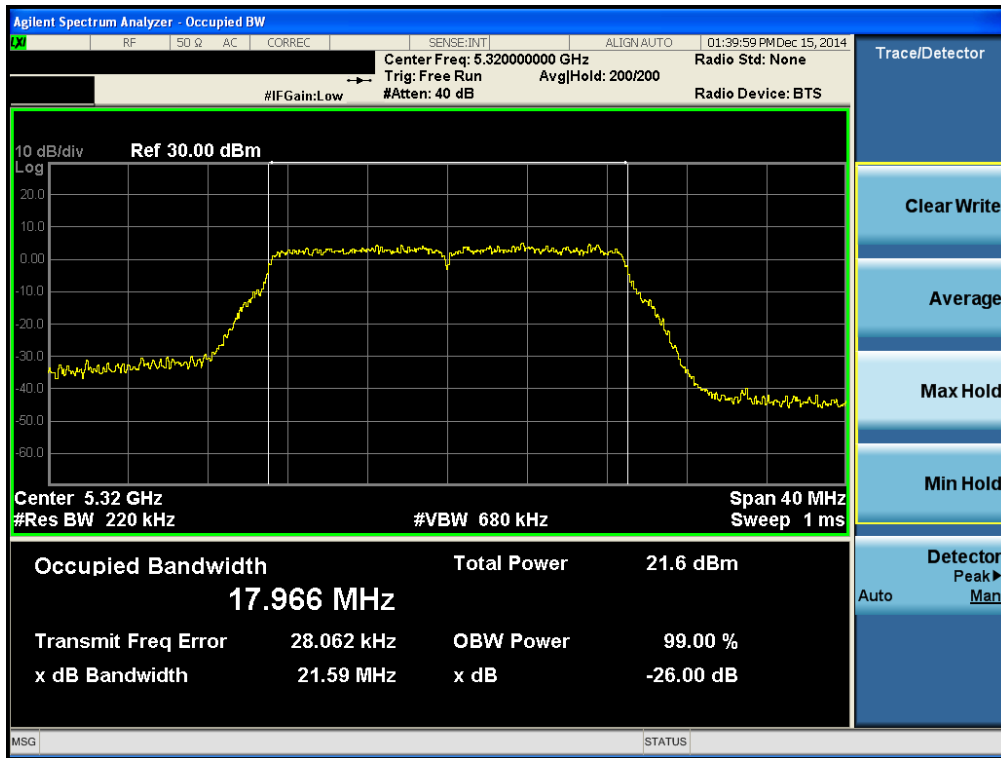 Agilent Spectrum Analyzer - Occupied BW
LXI RF 50 Ω AC CORREC SENSE:INT ALIGN AUTO 01:39:59 PM Dec 15, 2014
Center Freq: 5.320000000 GHz Radio Std: None
Trig: Free Run Avg|Hold: 200/200
#IFGain:Low #Atten: 40 dB Radio Device: BTS
10 dB/div Ref 30.00 dBm
Log
20.0
10.0
0.00
-10.0
-20.0
-30.0
-40.0
-50.0
-60.0
Center 5.32 GHz Span 40 MHz
#Res BW 220 kHz #VBW 680 kHz Sweep 1 ms
Occupied Bandwidth Total Power 21.6 dBm
17.966 MHz
Transmit Freq Error 28.062 kHz OBW Power 99.00 %
x dB Bandwidth 21.59 MHz x dB -26.00 dB
MSG STATUS
Trace/Detector
Clear Write
Average
Max Hold
Min Hold
Detector
Peak▶
Auto Man